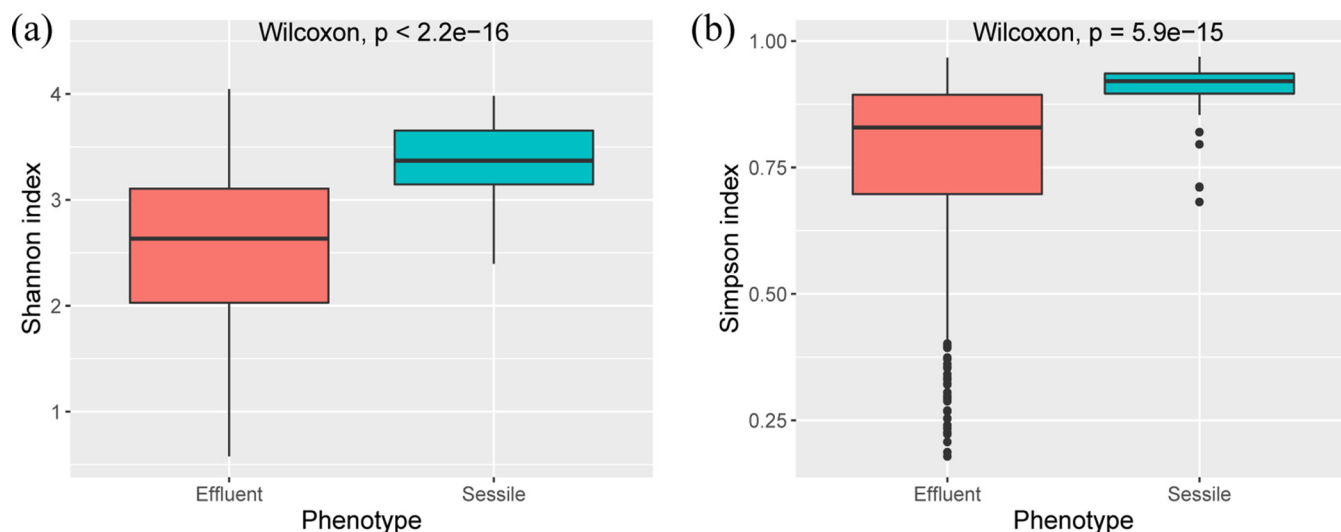 (a)
Wilcoxon, p < 2.2e−16
Shannon index
4
3
2
1
Effluent Sessile
Phenotype
(b)
Wilcoxon, p = 5.9e−15
Simpson index
1.00
0.75
0.50
0.25
Effluent Sessile
Phenotype